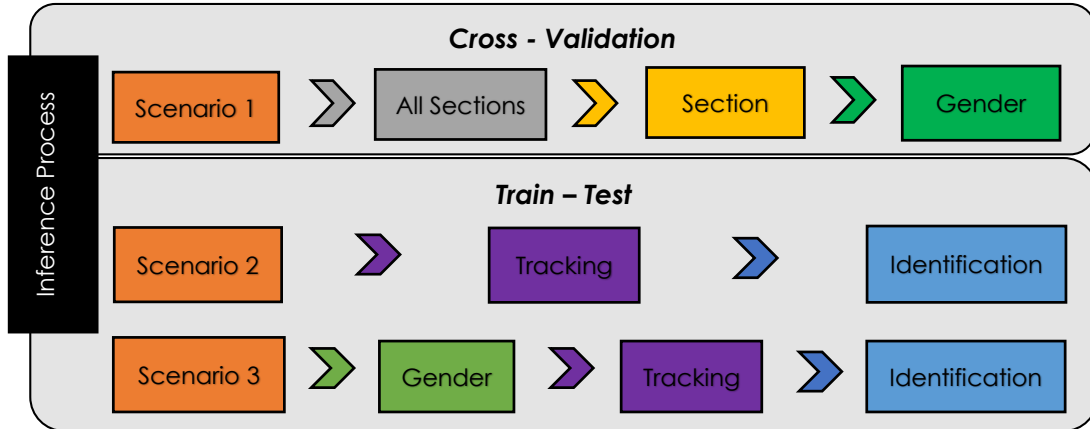 Cross - Validation
Inference Process
Scenario 1
All Sections
Section
Gender
Train – Test
Scenario 2
Tracking
Identification
Scenario 3
Gender
Tracking
Identification